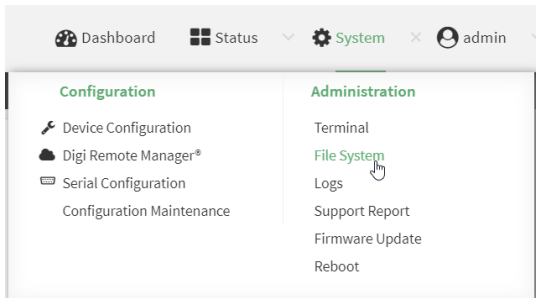 Dashboard Status System admin
Configuration
Device Configuration
Digi Remote Manager®
Serial Configuration
Configuration Maintenance
Administration
Terminal
File System
Logs
Support Report
Firmware Update
Reboot